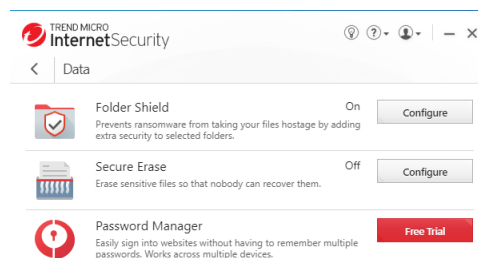 TREND MICRO
Internet Security
Data
Folder Shield
On
Configure
Prevents ransomware from taking your files hostage by adding
extra security to selected folders.
Secure Erase
Off
Configure
Erase sensitive files so that nobody can recover them.
Password Manager
Free Trial
Easily sign into websites without having to remember multiple
passwords. Works across multiple devices.